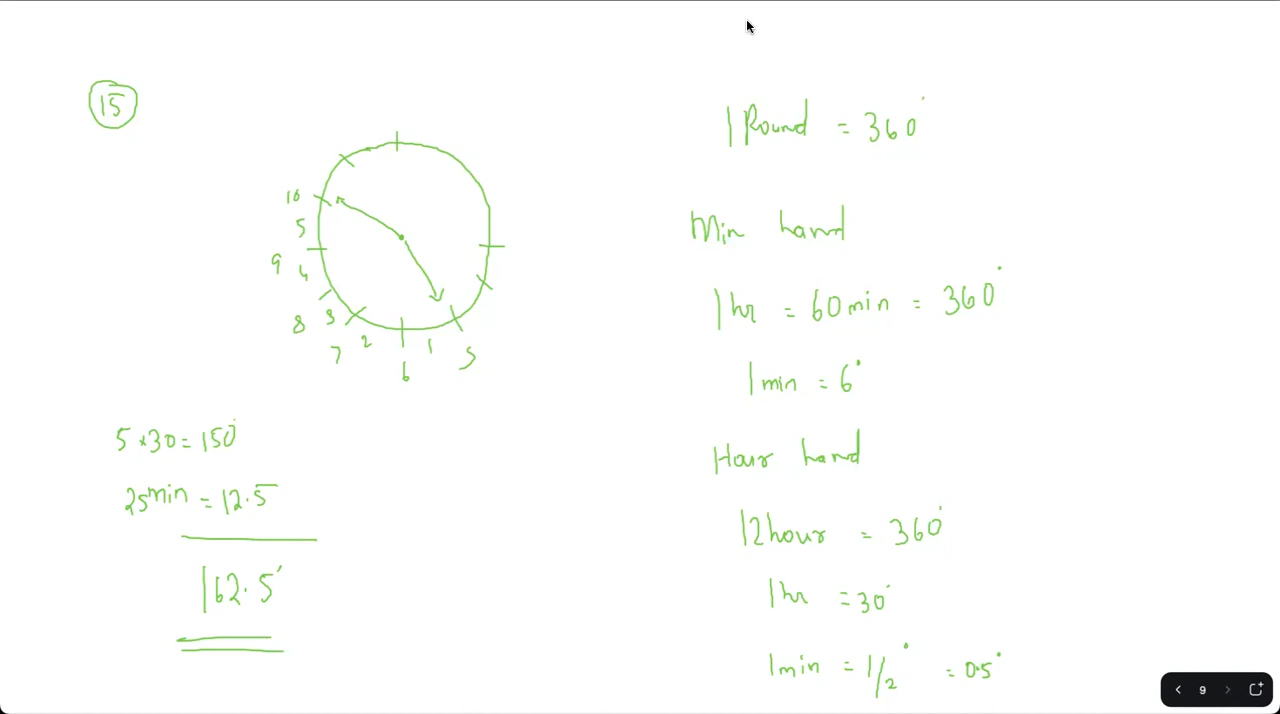 15
10
5
9 4
8 3
7 2
6
1
5
5 × 30 = 150°
25min = 12.5
162.5°
1 Round = 360°
Min hand
1hr = 60min = 360°
1min = 6°
Hour hand
12hour = 360°
1hr = 30°
1min = 1/2° = 0.5°
9